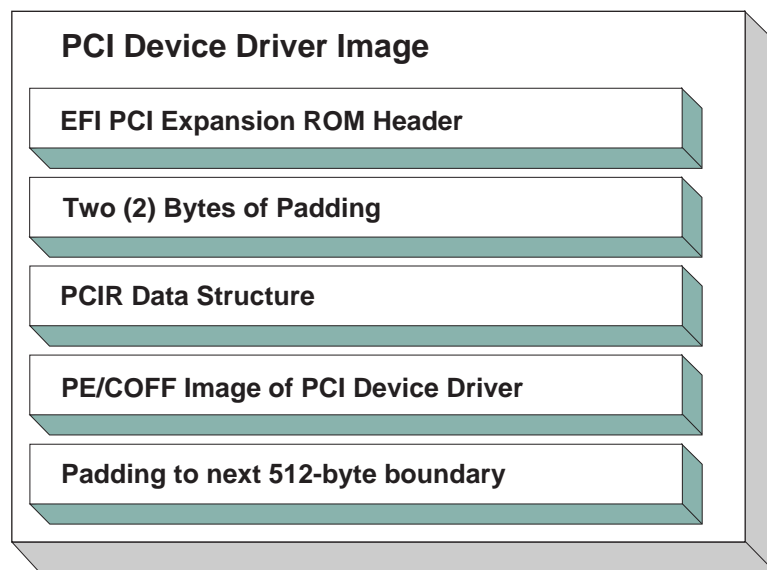 PCI Device Driver Image
EFI PCI Expansion ROM Header
Two (2) Bytes of Padding
PCIR Data Structure
PE/COFF Image of PCI Device Driver
Padding to next 512-byte boundary